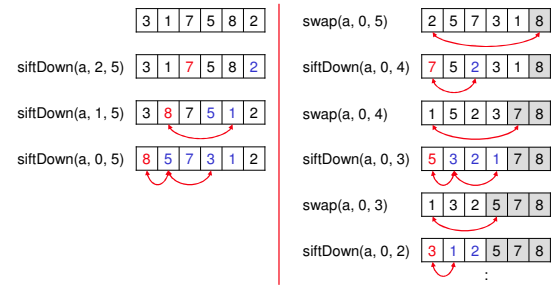 3 1 7 5 8 2
siftDown(a, 2, 5) 3 1 7 5 8 2
siftDown(a, 1, 5) 3 8 7 5 1 2
siftDown(a, 0, 5) 8 5 7 3 1 2
swap(a, 0, 5) 2 5 7 3 1 8
siftDown(a, 0, 4) 7 5 2 3 1 8
swap(a, 0, 4) 1 5 2 3 7 8
siftDown(a, 0, 3) 5 3 2 1 7 8
swap(a, 0, 3) 1 3 2 5 7 8
siftDown(a, 0, 2) 3 1 2 5 7 8
: